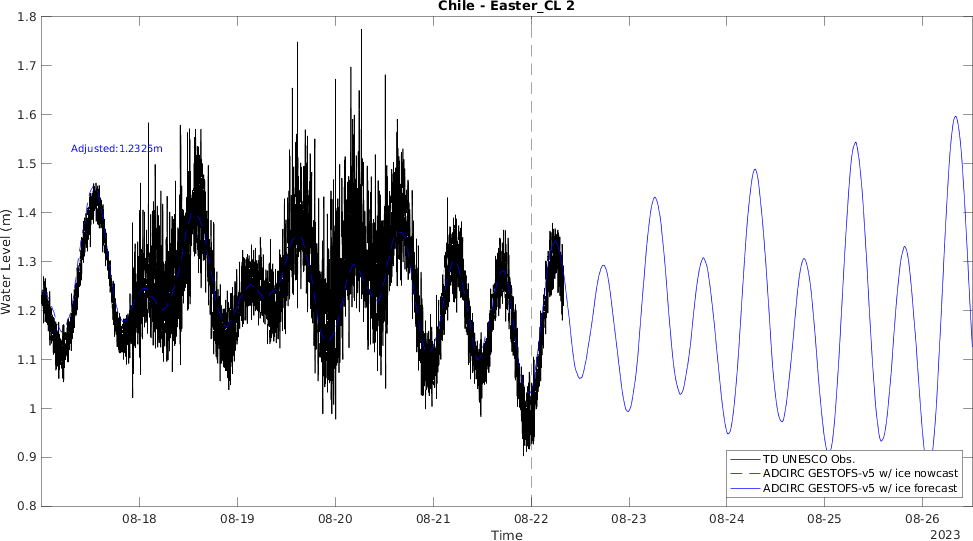 Chile - Easter_CL 2
1.8
1.7
1.6
1.5
1.4
1.3
1.2
1.1
1
0.9
0.8
Water Level (m)
Adjusted:1.2325m
TD UNESCO Obs.
ADCIRC GESTOFS-v5 w/ ice nowcast
ADCIRC GESTOFS-v5 w/ ice forecast
08-18 08-19 08-20 08-21 08-22 08-23 08-24 08-25 08-26
Time
2023